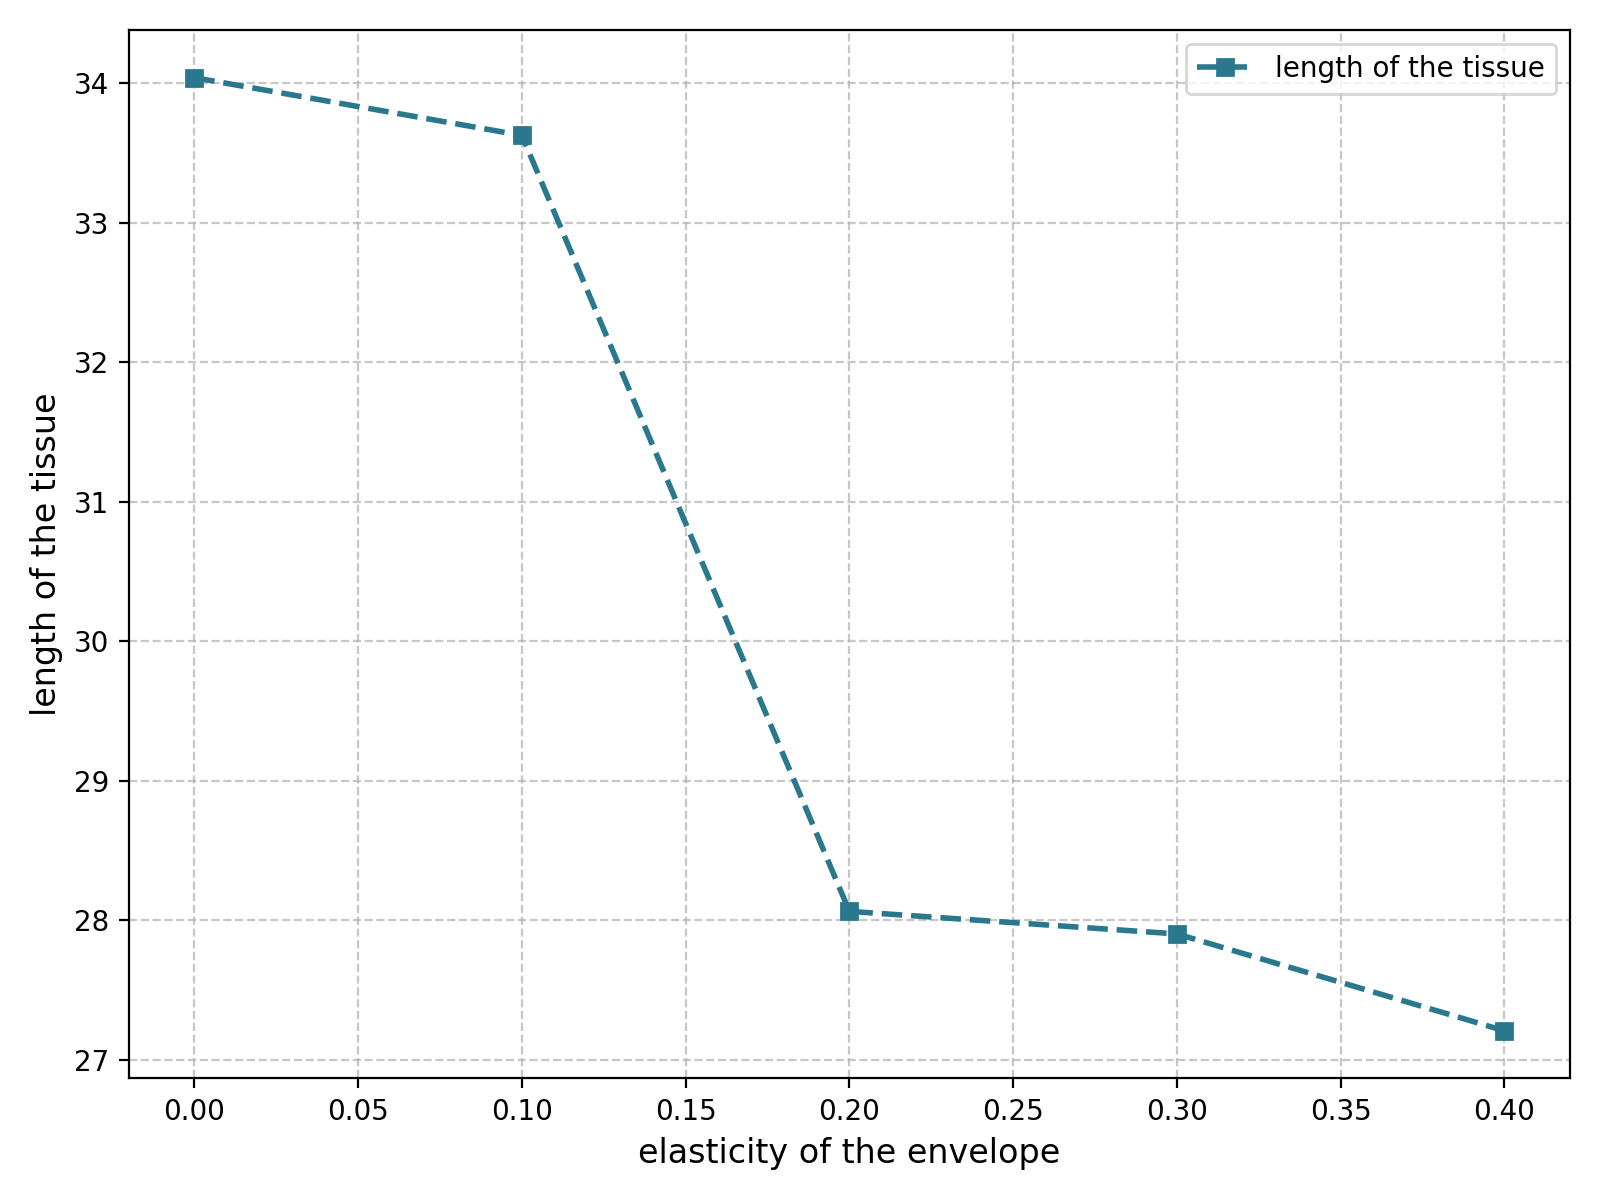 length of the tissue
34
33
32
31
30
29
28
27
length of the tissue
0.00 0.05 0.10 0.15 0.20 0.25 0.30 0.35 0.40
elasticity of the envelope